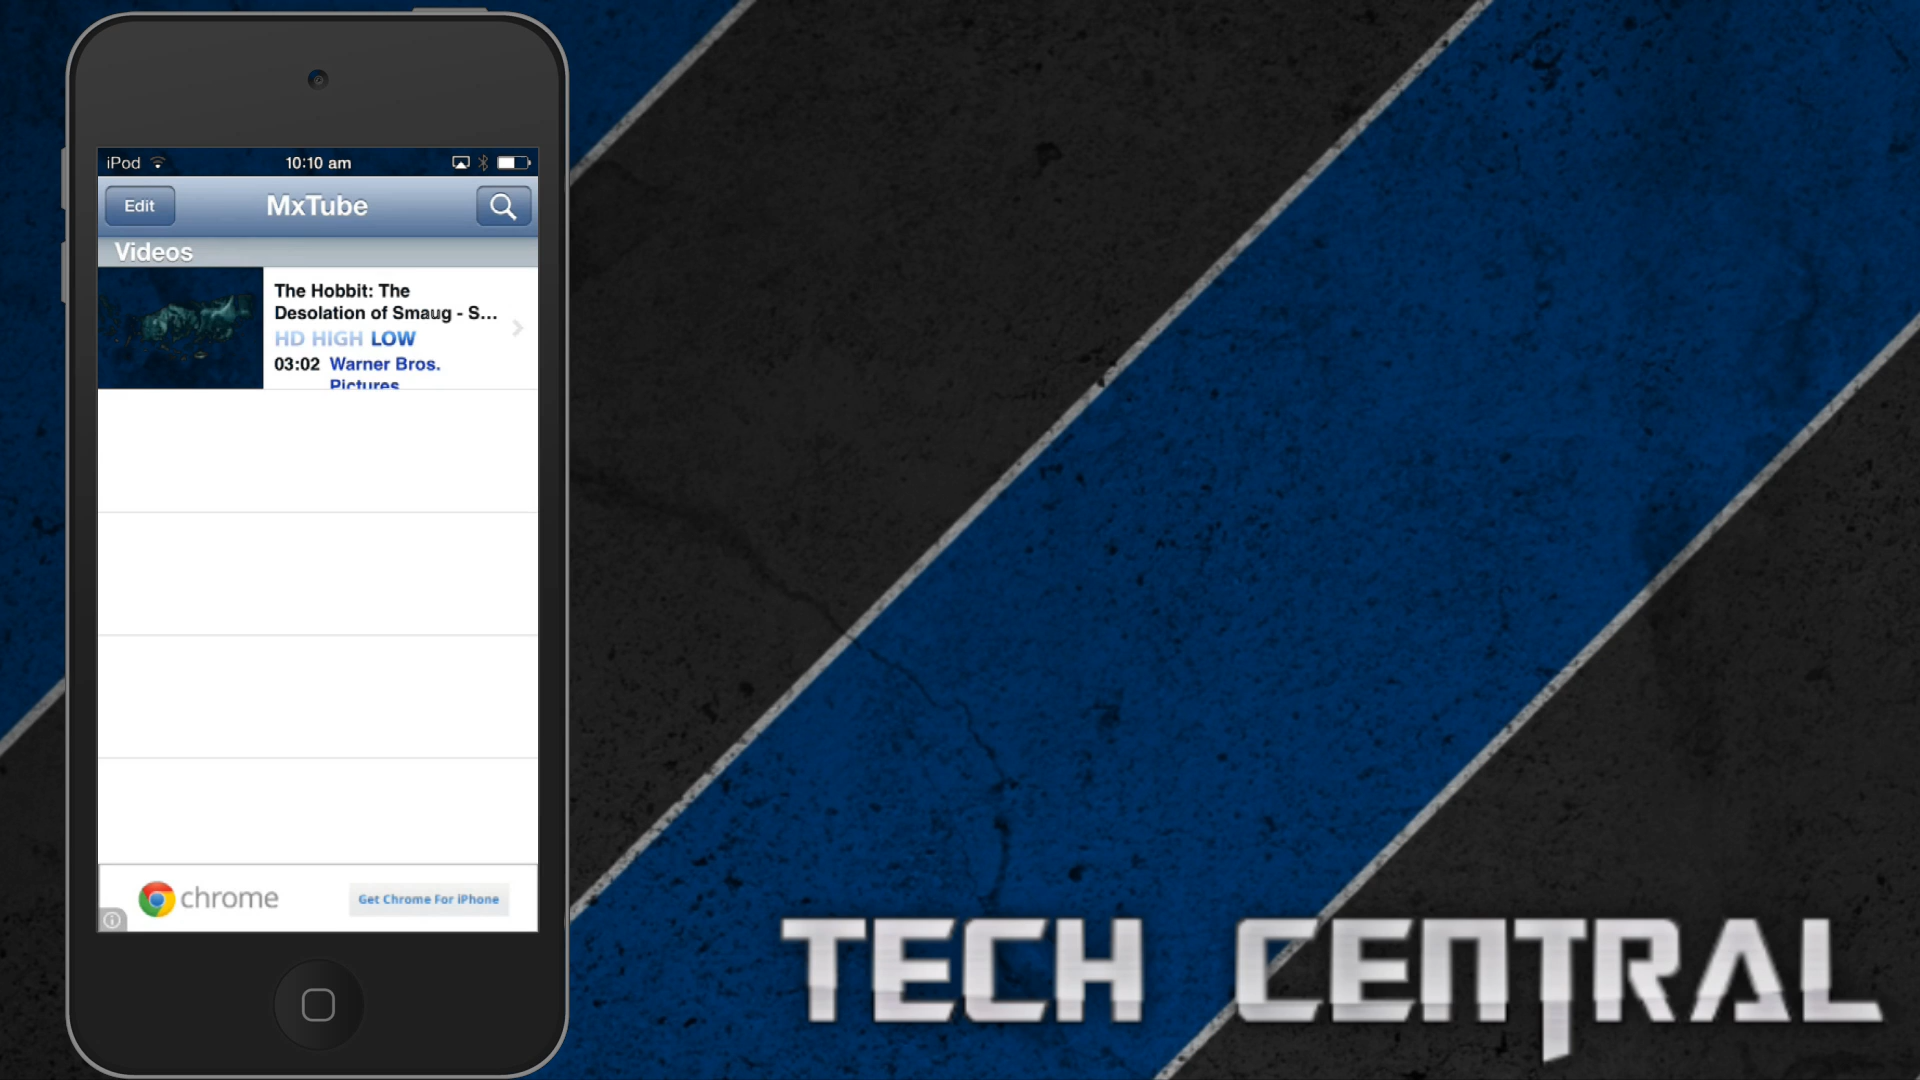 iPod
10:10 am
Edit
MxTube
Videos
The Hobbit: The
Desolation of Smaug - S...
HD HIGH LOW
03:02 Warner Bros.
Pictures
chrome
Get Chrome For iPhone
TECH CENTRAL